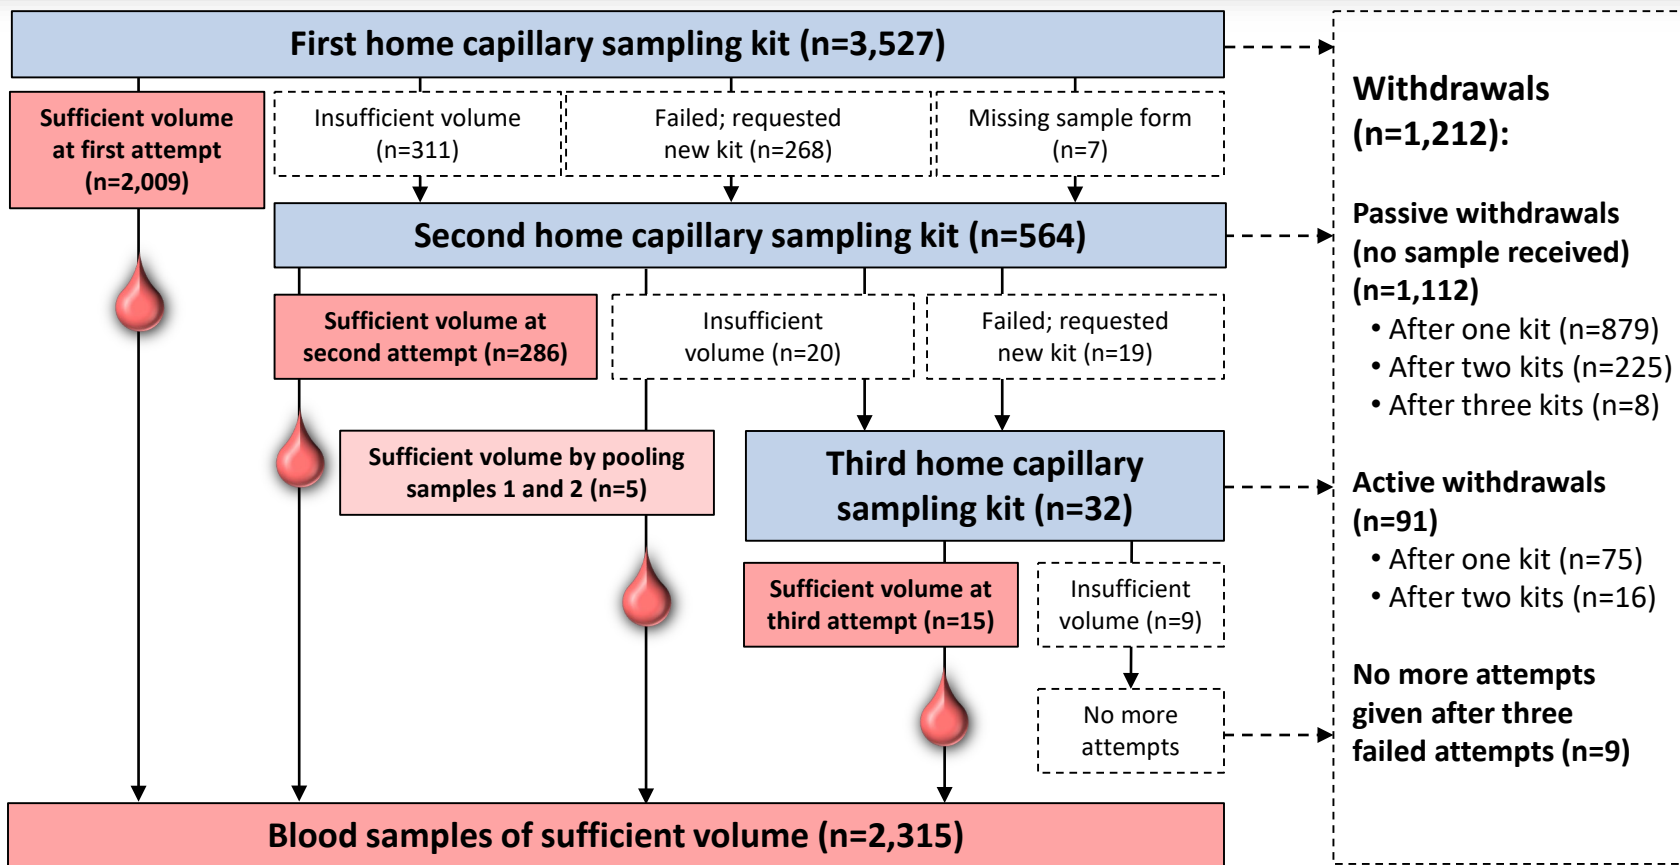 First home capillary sampling kit (n=3,527)
Sufficient volume
at first attempt
(n=2,009)
Insufficient volume
(n=311)
Failed; requested
new kit (n=268)
Missing sample form
(n=7)
Second home capillary sampling kit (n=564)
Sufficient volume at
second attempt (n=286)
Insufficient
volume (n=20)
Failed; requested
new kit (n=19)
Sufficient volume by pooling
samples 1 and 2 (n=5)
Third home capillary
sampling kit (n=32)
Sufficient volume at
third attempt (n=15)
Insufficient
volume (n=9)
No more
attempts
Blood samples of sufficient volume (n=2,315)
Withdrawals
(n=1,212):
Passive withdrawals
(no sample received)
(n=1,112)
• After one kit (n=879)
• After two kits (n=225)
• After three kits (n=8)
Active withdrawals
(n=91)
• After one kit (n=75)
• After two kits (n=16)
No more attempts
given after three
failed attempts (n=9)